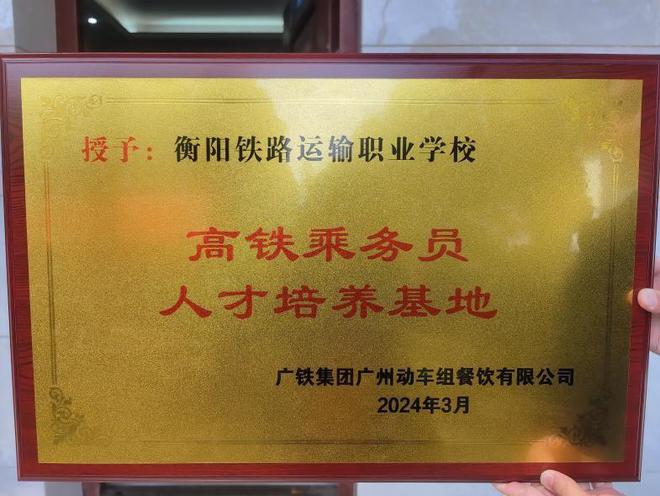 授予：衡阳铁路运输职业学校
高铁乘务员
人才培养基地
广铁集团广州动车组餐饮有限公司
2024年3月